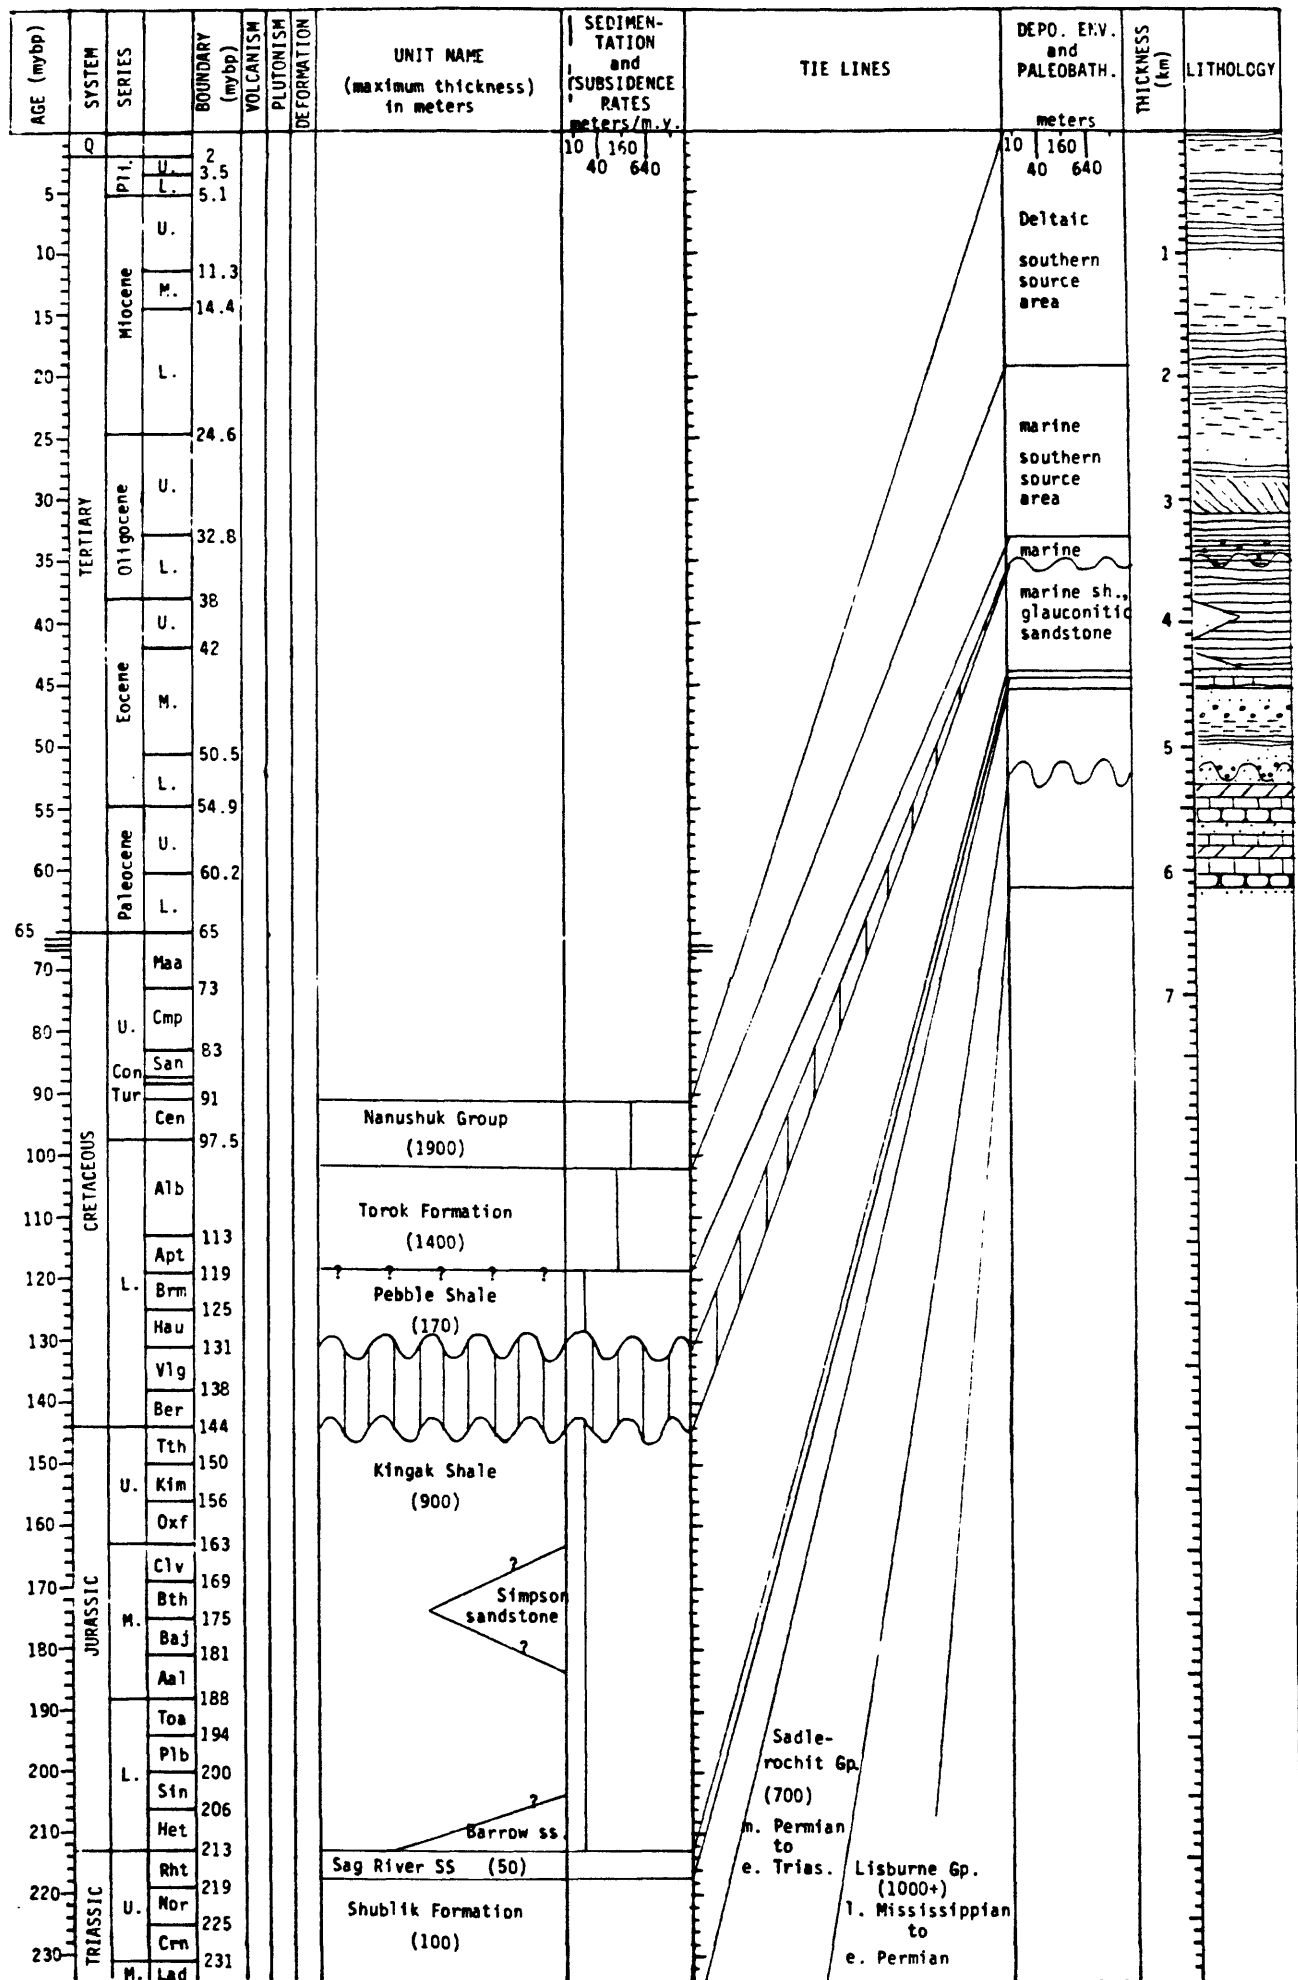 AGE (mybp)
SYSTEM
SERIES
BOUNDARY
(mybp)
VOLCANISM
PLUTONISM
DEFORMATION
UNIT NAME
(maximum thickness)
in meters
SEDIMEN-
TATION
and
SUBSIDENCE
RATES
meters/m.y.
TIE LINES
DEPO. ENV.
and
PALEOBATH.
meters
THICKNESS
(km)
LITHOLOGY
10 160
40 640
10 160
40 640
5
10
15
20
25
30
35
40
45
50
55
60
65
70
80
90
100
110
120
130
140
150
160
170
180
190
200
210
220
230
Q
TERTIARY
CRETACEOUS
JURASSIC
TRIASSIC
Pli.
Miocene
Oligocene
Eocene
Paleocene
U.
Con
Tur
L.
U.
M.
L.
U.
M.
U.
L.
U.
M.
L.
U.
L.
U.
M.
L.
U.
L.
Maa
Cmp
San
Cen
Alb
Apt
Brm
Hau
Vlg
Ber
Tth
Kim
Oxf
Clv
Bth
Baj
Aal
Toa
Plb
Sin
Het
Rht
Nor
Crn
Lad
2
3.5
5.1
11.3
14.4
24.6
32.8
38
42
50.5
54.9
60.2
65
73
83
91
97.5
113
119
125
131
138
144
150
156
163
169
175
181
188
194
200
206
213
219
225
231
Nanushuk Group
(1900)
Torok Formation
(1400)
? ? ? ? ?
Pebble Shale
(170)
Kingak Shale
(900)
?
Simpson
sandstone
?
?
Barrow ss.
Sag River SS (50)
Shublik Formation
(100)
Sadle-
rochit Gp.
(700)
m. Permian
to
e. Trias.
Lisburne Gp.
(1000+)
l. Mississippian
to
e. Permian
Deltaic
southern
source
area
marine
southern
source
area
marine
marine sh.,
glauconitic
sandstone
1
2
3
4
5
6
7